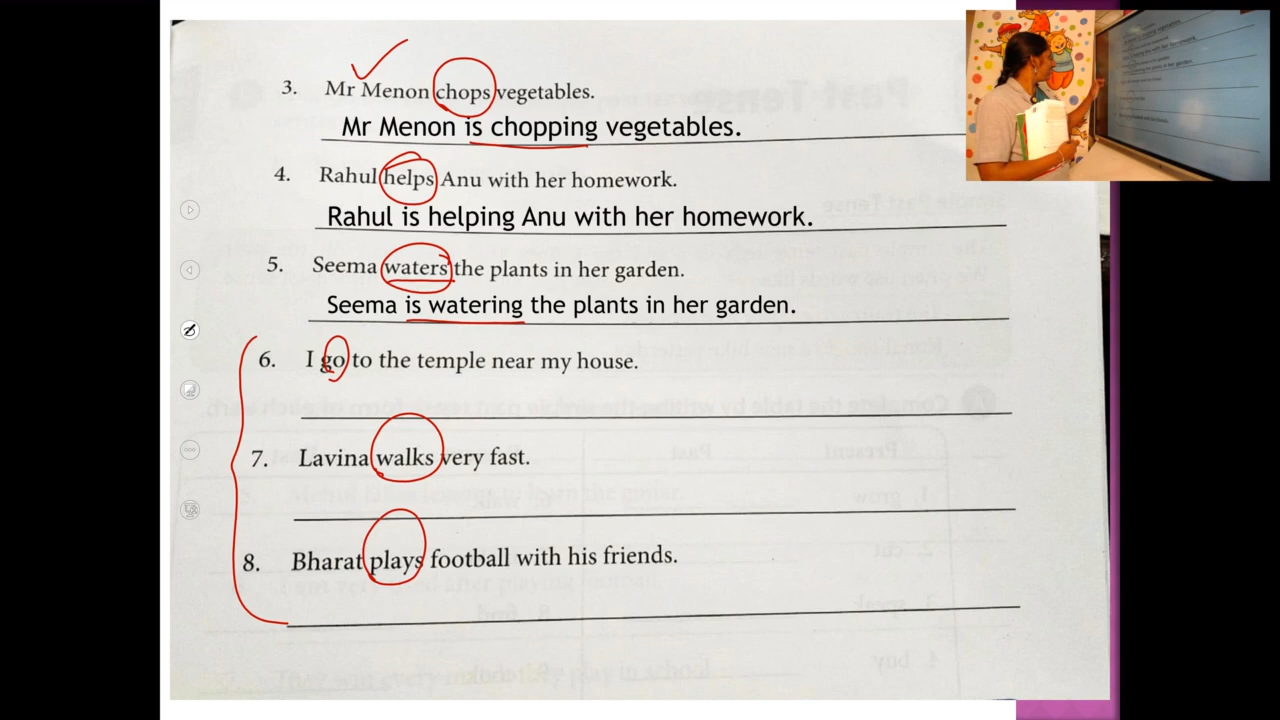 3. Mr Menon chops vegetables.
Mr Menon is chopping vegetables.
4. Rahul helps Anu with her homework.
Rahul is helping Anu with her homework.
5. Seema waters the plants in her garden.
Seema is watering the plants in her garden.
6. I go to the temple near my house.
7. Lavina walks very fast.
8. Bharat plays football with his friends.